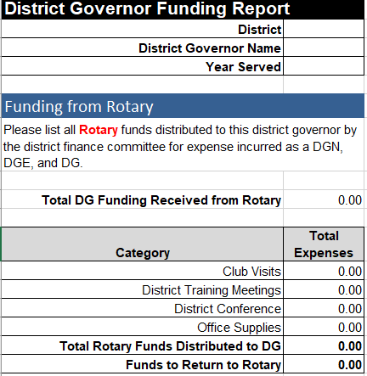 District Governor Funding Report
District
District Governor Name
Year Served
Funding from Rotary
Please list all Rotary funds distributed to this district governor by
the district finance committee for expense incurred as a DGN,
DGE, and DG.
Total DG Funding Received from Rotary 0.00
Category Total Expenses
Club Visits 0.00
District Training Meetings 0.00
District Conference 0.00
Office Supplies 0.00
Total Rotary Funds Distributed to DG 0.00
Funds to Return to Rotary 0.00